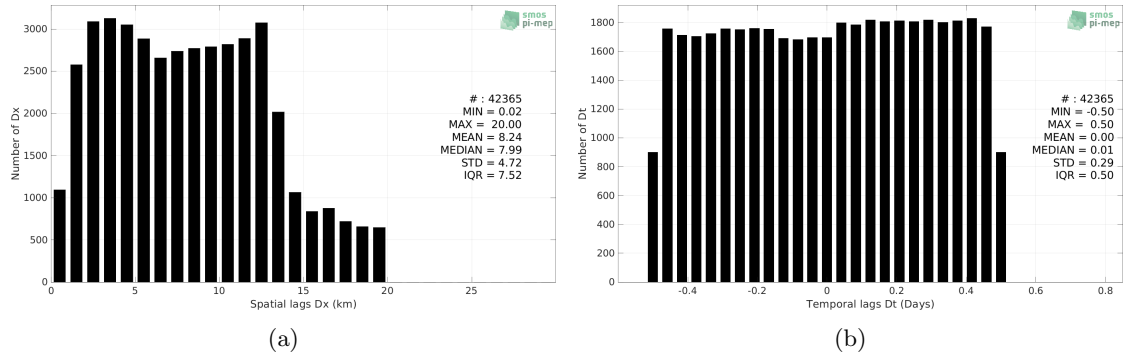 smos
pi-mep
3000
2500
2000
1500
1000
500
0
Number of Dx
# : 42365
MIN = 0.02
MAX = 20.00
MEAN = 8.24
MEDIAN = 7.99
STD = 4.72
IQR = 7.52
0 5 10 15 20 25
Spatial lags Dx (km)
(a)
smos
pi-mep
1800
1600
1400
1200
1000
800
600
400
200
0
Number of Dt
# : 42365
MIN = -0.50
MAX = 0.50
MEAN = 0.00
MEDIAN = 0.01
STD = 0.29
IQR = 0.50
-0.4 -0.2 0 0.2 0.4 0.6 0.8
Temporal lags Dt (Days)
(b)